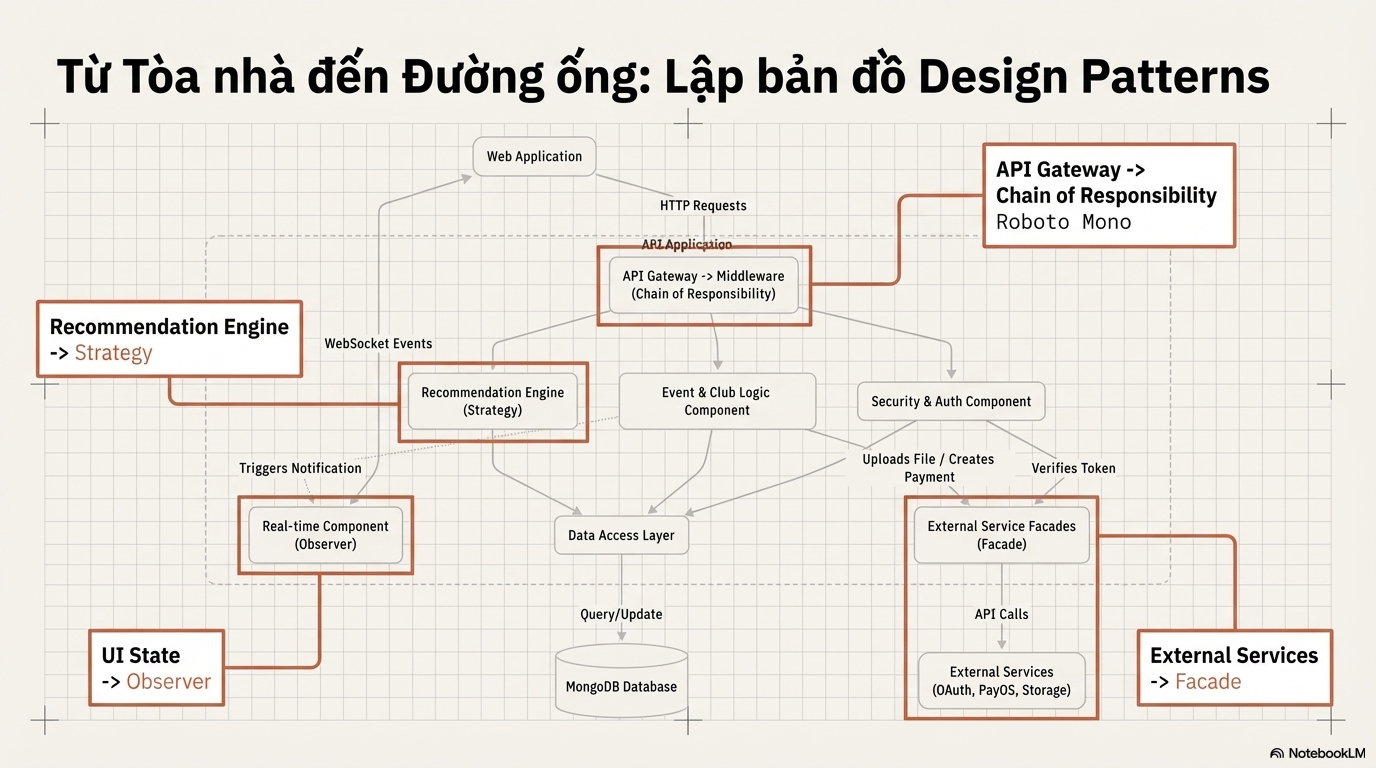 Từ Tòa nhà đến Đường ống: Lập bản đồ Design Patterns
Web Application
API Gateway ->
Chain of Responsibility
Roboto Mono
HTTP Requests
API Application
API Gateway -> Middleware
(Chain of Responsibility)
Recommendation Engine
-> Strategy
WebSocket Events
Recommendation Engine
(Strategy)
Event & Club Logic
Component
Security & Auth Component
Triggers Notification
Uploads File / Creates
Payment
Verifies Token
Real-time Component
(Observer)
Data Access Layer
External Service Facades
(Facade)
Query/Update
API Calls
UI State
-> Observer
MongoDB Database
External Services
(OAuth, PayOS, Storage)
External Services
-> Facade
NotebookLM